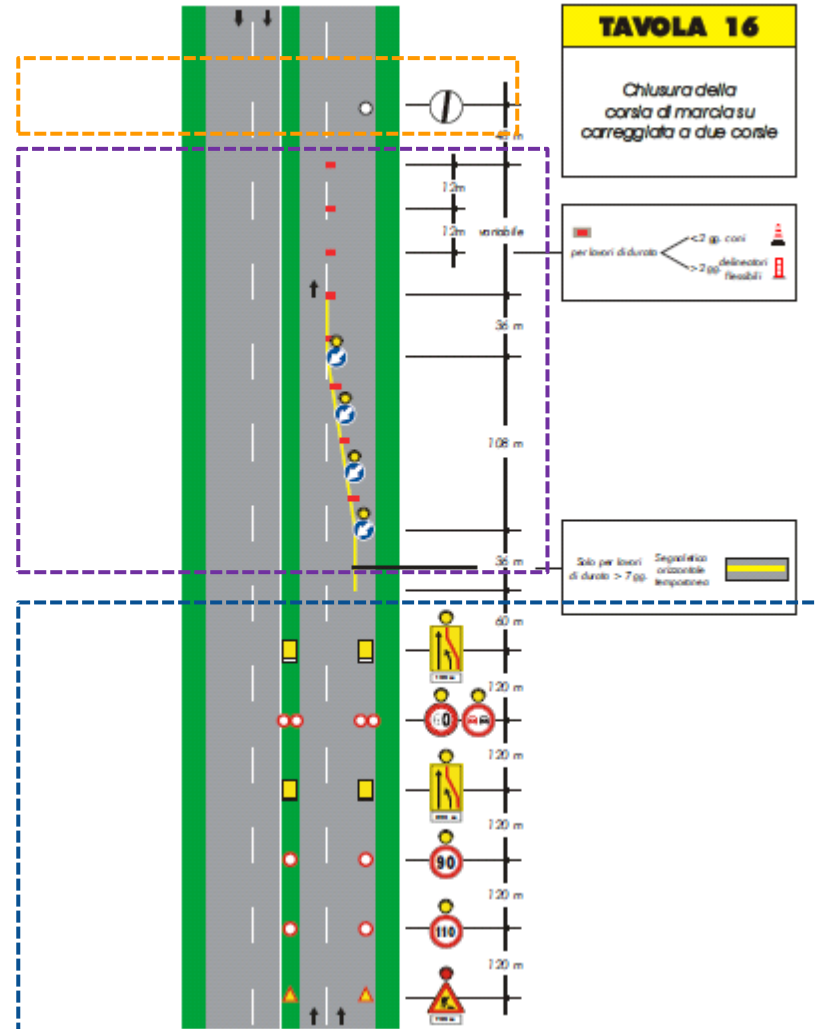 TAVOLA 16
Chiusura della
corsia di marcia su
carreggiata a due corsie
12m
12m
variabile
per lavori di durata
<2 gg. coni
>2 gg. delineatori
flessibili
36 m
108 m
36 m
Solo per lavori
di durata > 7 gg.
Segnaletica
orizzontale
temporanea
60 m
120 m
60
120 m
120 m
90
120 m
110
120 m